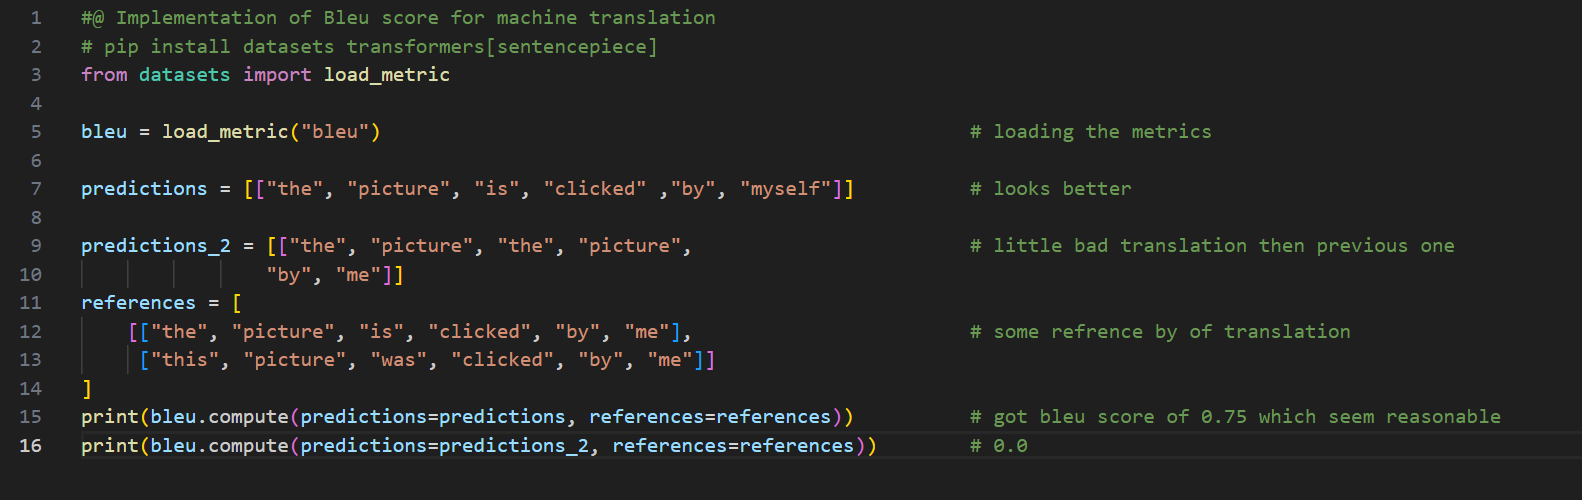 1 #@ Implementation of Bleu score for machine translation
2 # pip install datasets transformers[sentencepiece]
3 from datasets import load_metric
4
5 bleu = load_metric("bleu") # loading the metrics
6
7 predictions = [["the", "picture", "is", "clicked" ,"by", "myself"]] # looks better
8
9 predictions_2 = [["the", "picture", "the", "picture", # little bad translation then previous one
10 "by", "me"]]
11 references = [
12 [["the", "picture", "is", "clicked", "by", "me"], # some refrence by of translation
13 ["this", "picture", "was", "clicked", "by", "me"]]
14 ]
15 print(bleu.compute(predictions=predictions, references=references)) # got bleu score of 0.75 which seem reasonable
16 print(bleu.compute(predictions=predictions_2, references=references)) # 0.0